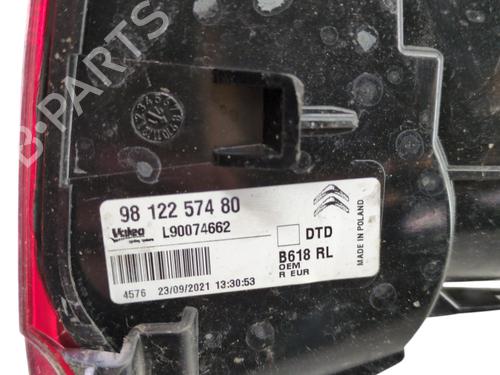 B-PARTS
98 122 574 80
Valeo
L90074662
DTD
B618 RL
OEM
R EUR
MADE IN POLAND
4576 23/09/2021 13:30:53